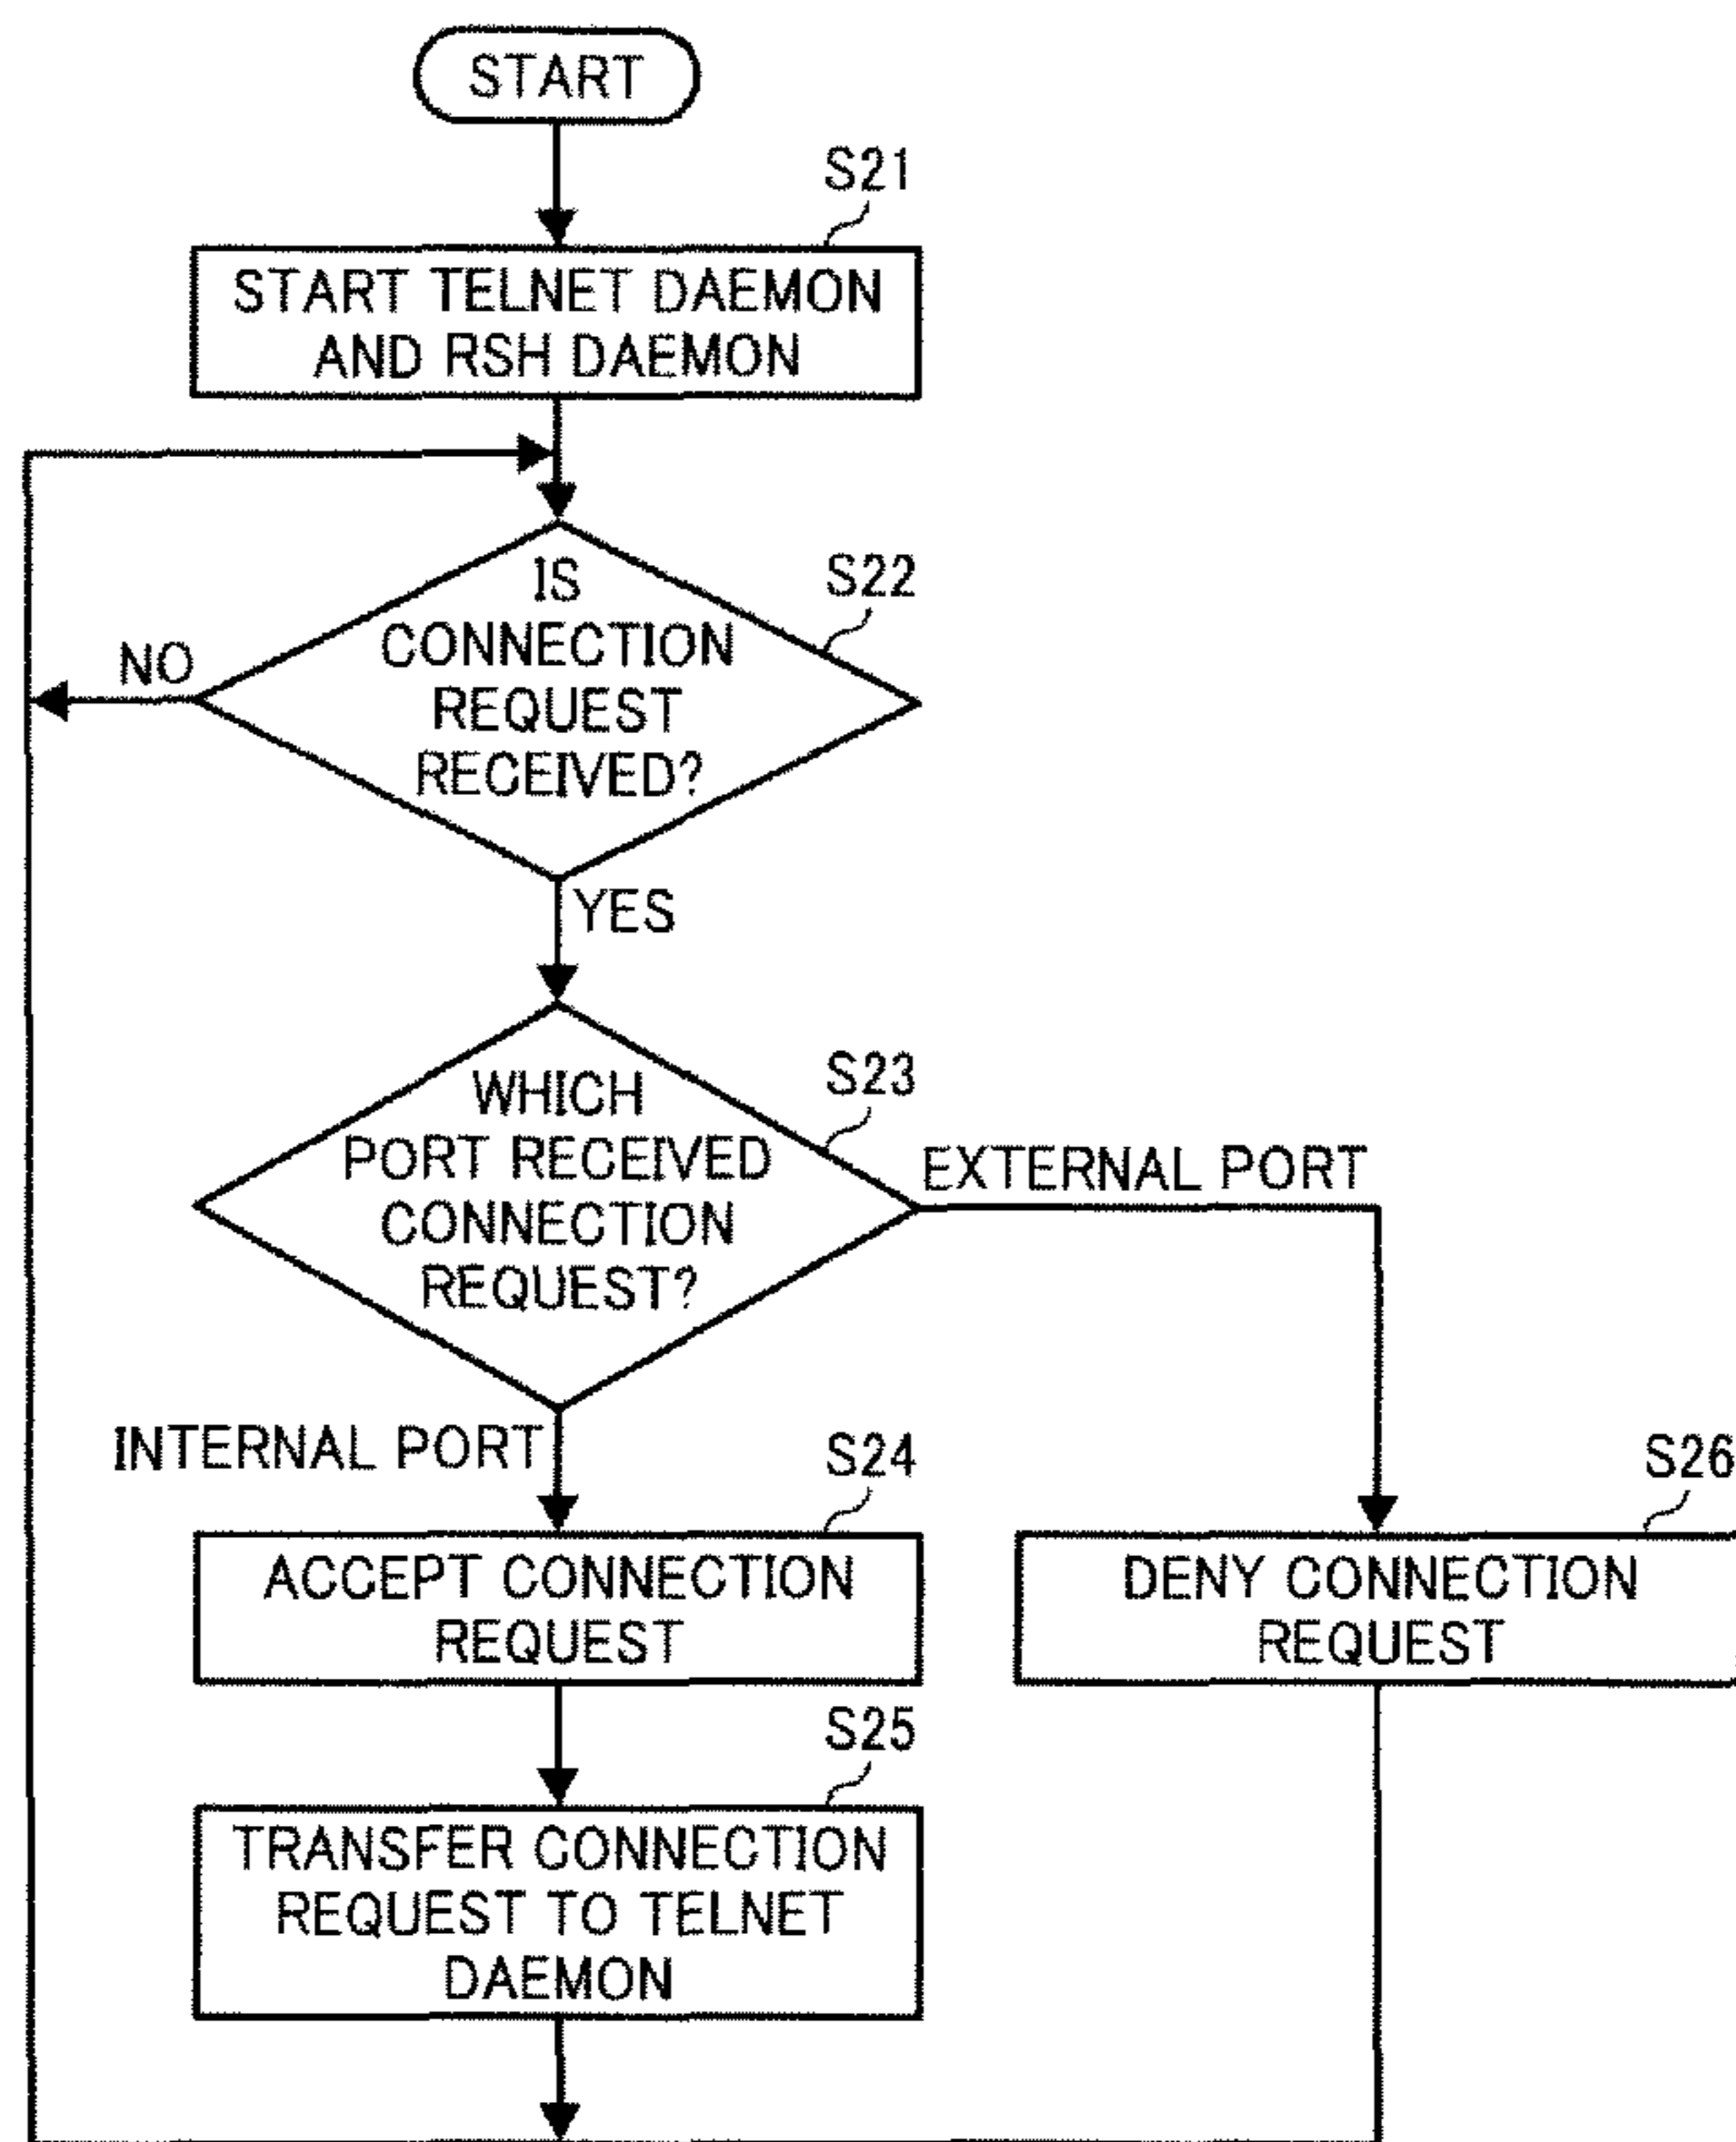 START
S21
START TELNET DAEMON
AND RSH DAEMON
IS
CONNECTION
REQUEST
RECEIVED?
S22
NO
YES
WHICH
PORT RECEIVED
CONNECTION
REQUEST?
S23
EXTERNAL PORT
INTERNAL PORT
S24
ACCEPT CONNECTION
REQUEST
S26
DENY CONNECTION
REQUEST
S25
TRANSFER CONNECTION
REQUEST TO TELNET
DAEMON